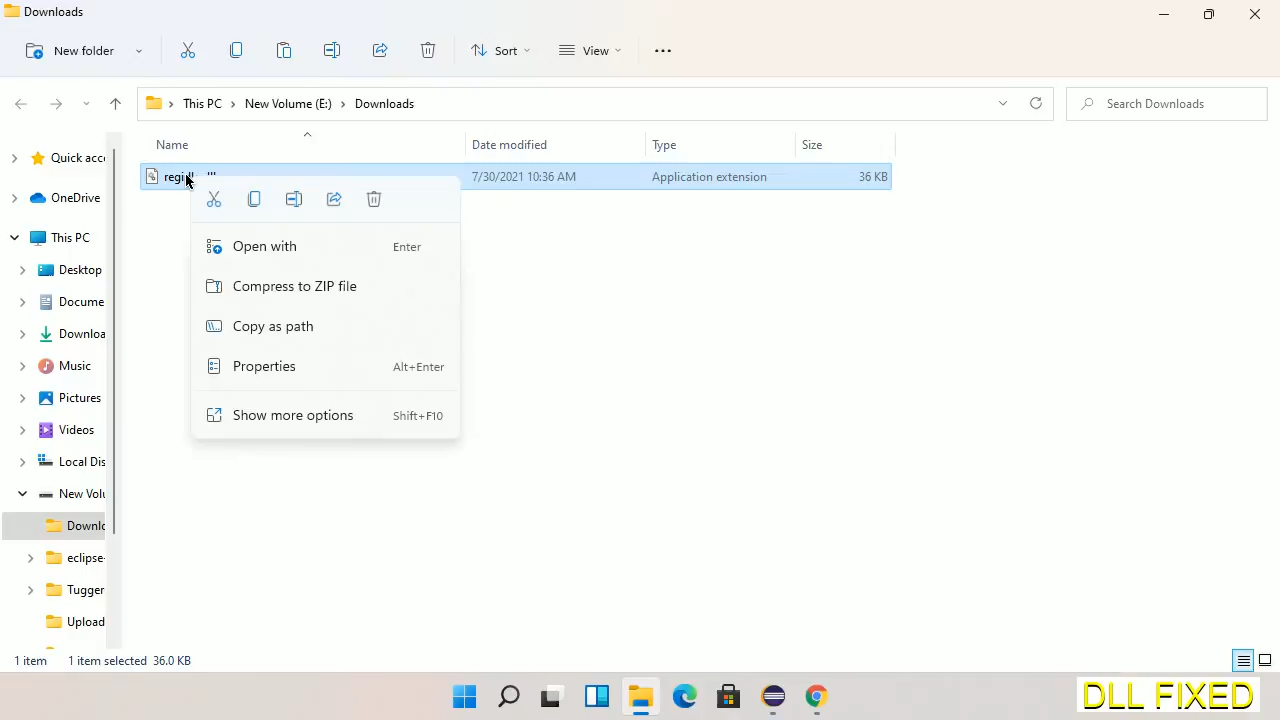 Downloads
New folder
Sort
View
This PC
New Volume (E:)
Downloads
Search Downloads
Name
Date modified
Type
Size
7/30/2021 10:36 AM
Application extension
36 KB
Quick acc
OneDrive
This PC
Desktop
Docume
Downloa
Music
Pictures
Videos
Local Dis
New Volu
Downlo
eclipse-
Tugger
Upload
Open with Enter
Compress to ZIP file
Copy as path
Properties Alt+Enter
Show more options Shift+F10
1 item
1 item selected 36.0 KB
DLL FIXED